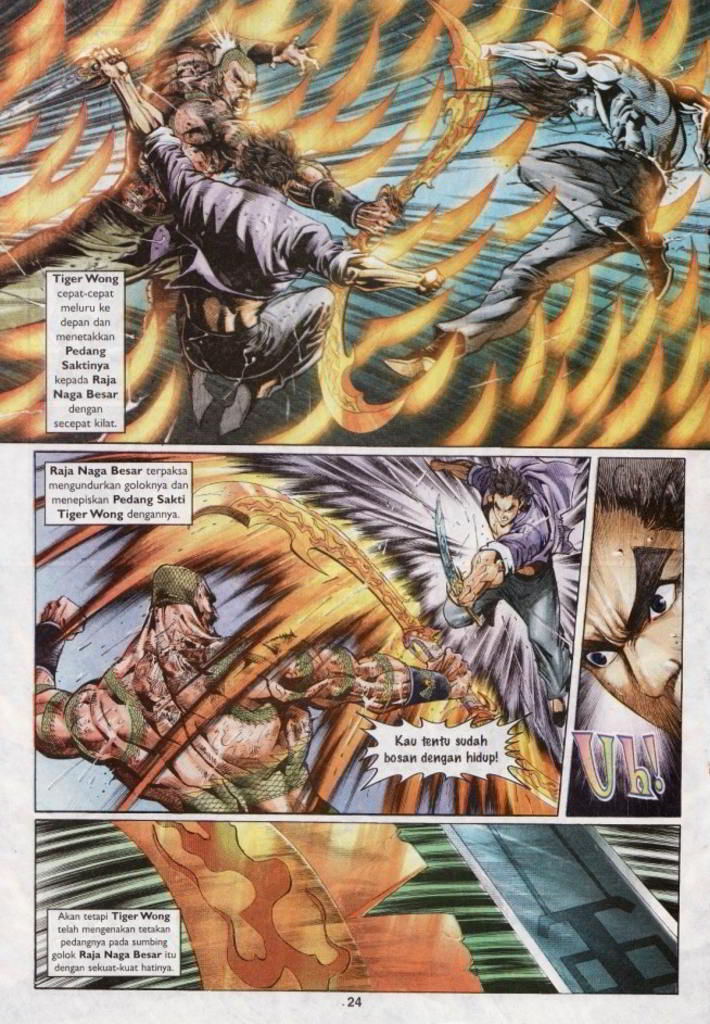 Tiger Wong
cepat-cepat
meluru ke
depan dan
menetakkan
Pedang
Saktinya
kepada Raja
Naga Besar
dengan
secepat kilat.
Raja Naga Besar terpaksa
mengundurkan goloknya dan
menepiskan Pedang Sakti
Tiger Wong dengannya.
Kau tentu sudah
bosan dengan hidup!
Uh!
Akan tetapi Tiger Wong
telah mengenakan tetakan
pedangnya pada sumbing
golok Raja Naga Besar itu
dengan sekuat-kuat hatinya.
24